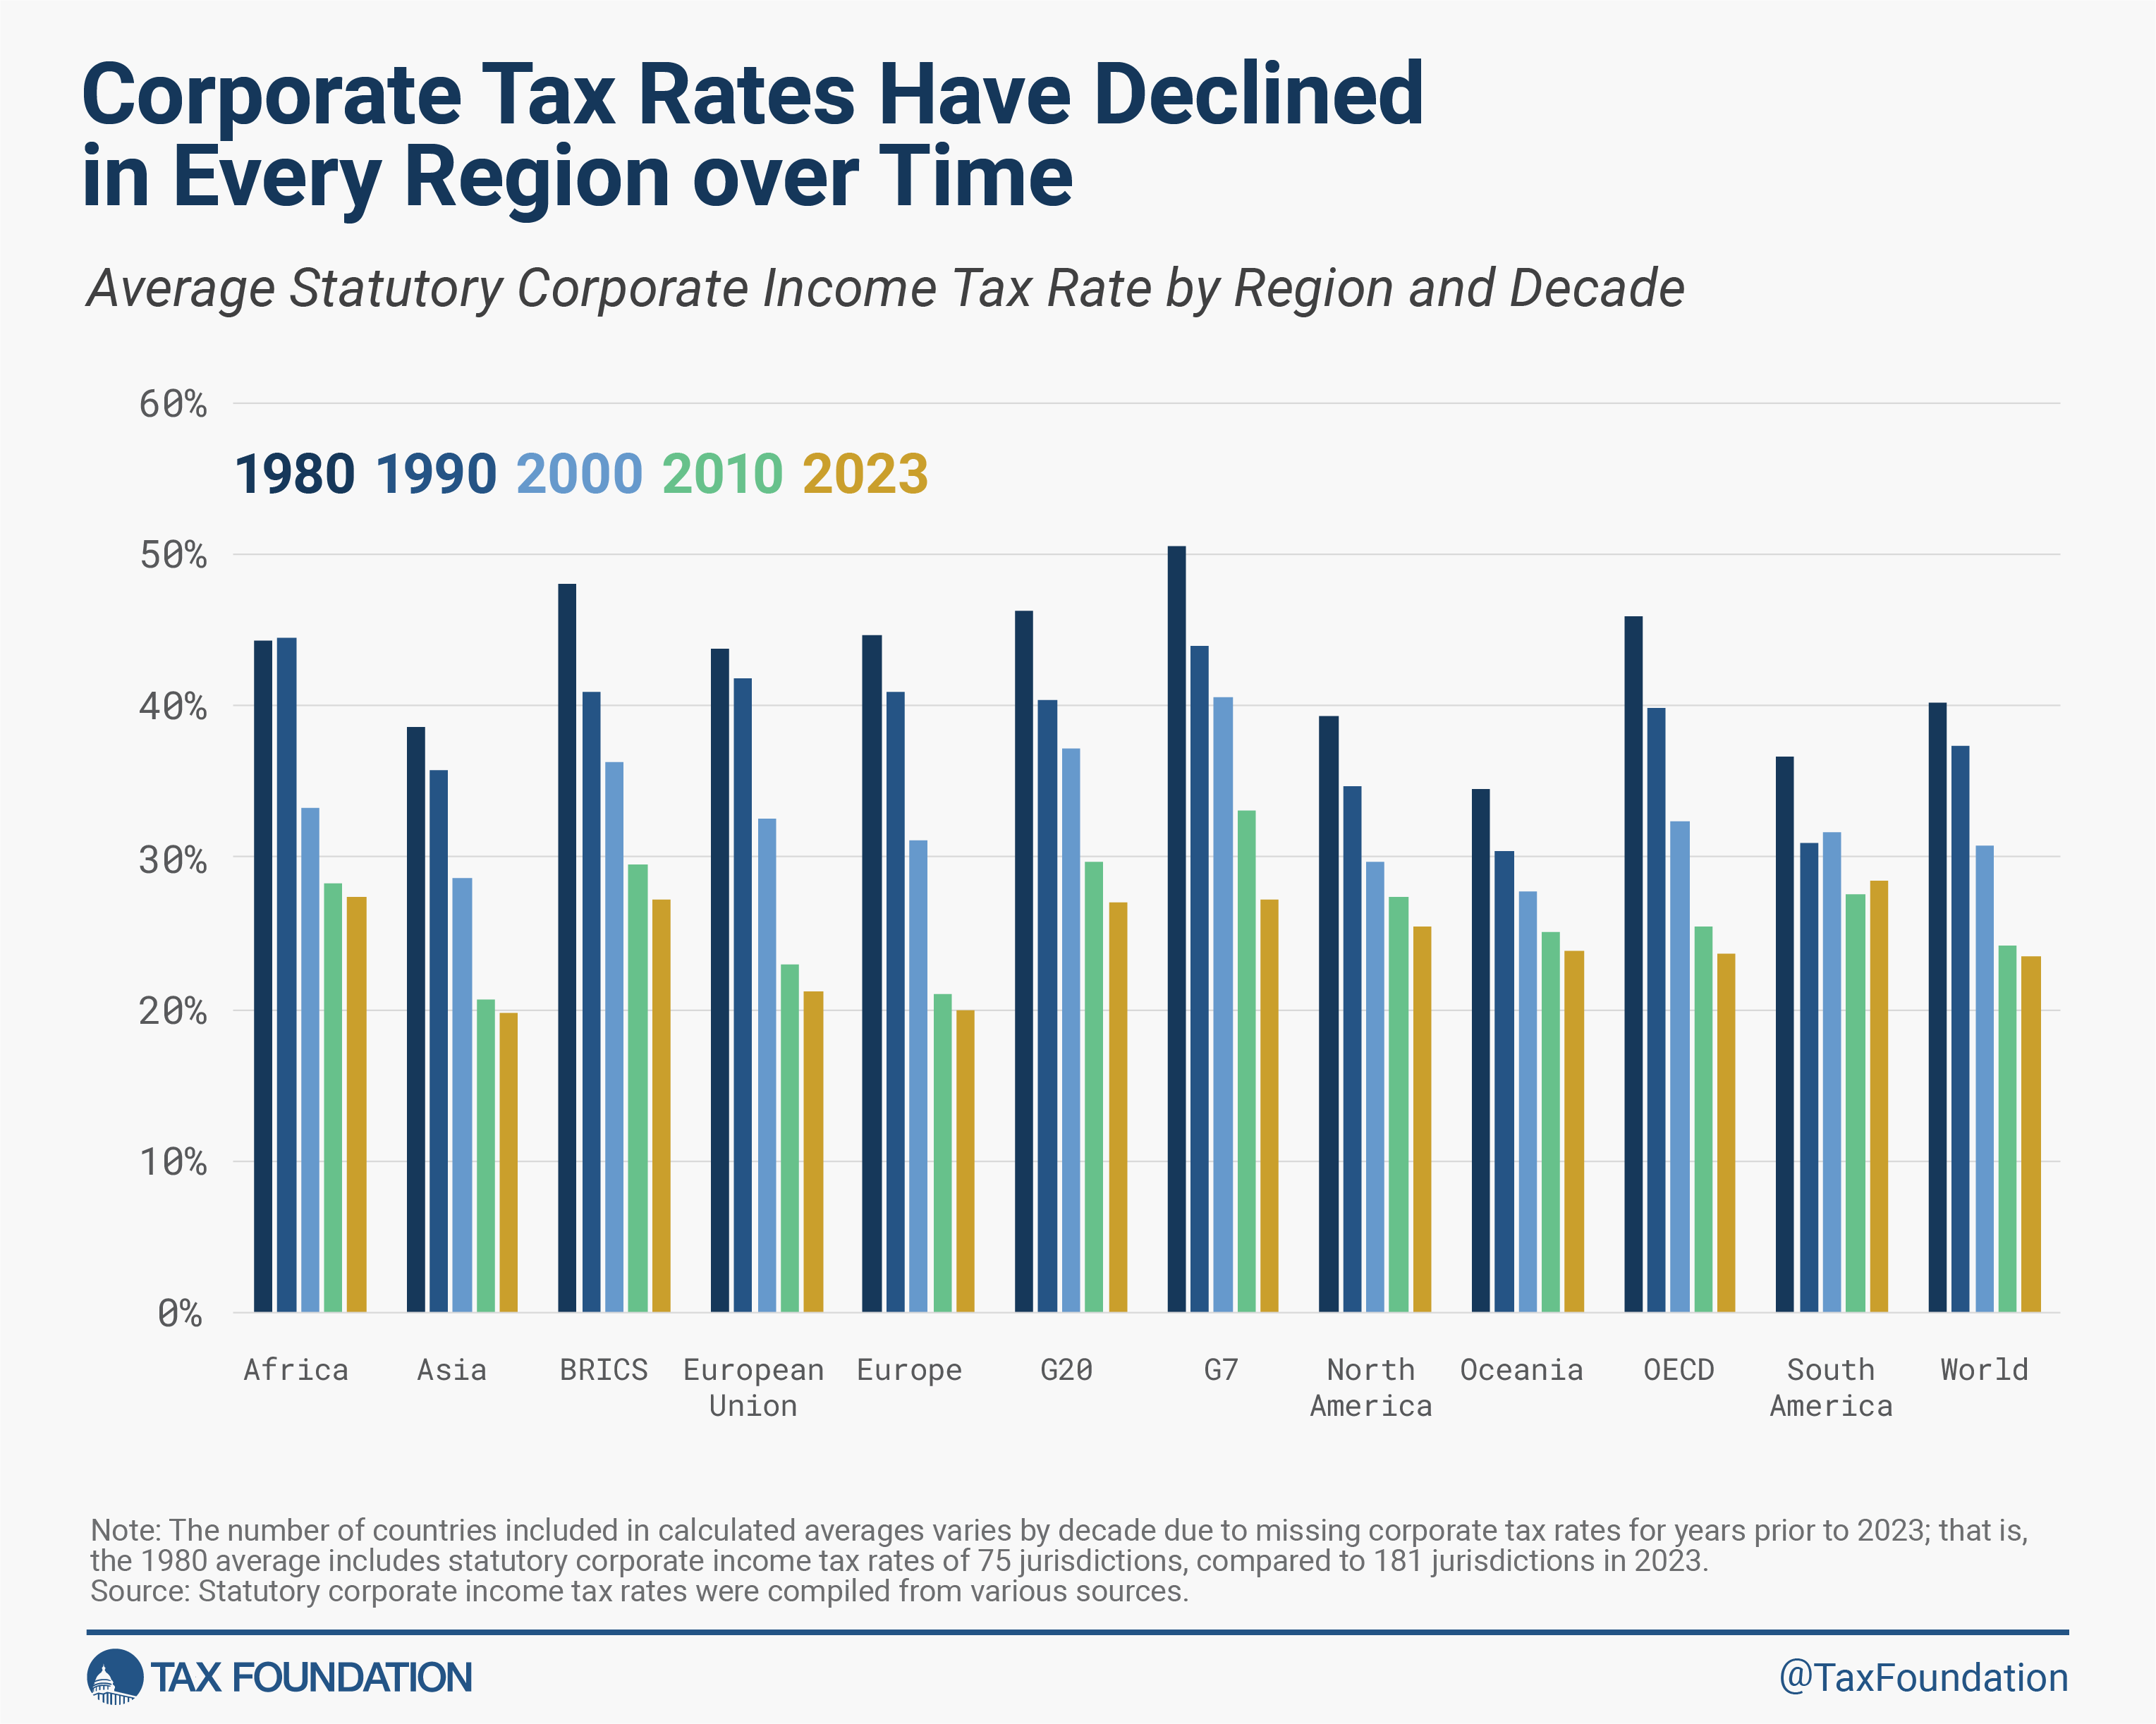 Corporate Tax Rates Have Declined
in Every Region over Time
Average Statutory Corporate Income Tax Rate by Region and Decade
60%
1980 1990 2000 2010 2023
50%
40%
30%
20%
10%
0%
Africa Asia BRICS European Union Europe G20 G7 North America Oceania OECD South America World
Note: The number of countries included in calculated averages varies by decade due to missing corporate tax rates for years prior to 2023; that is,
the 1980 average includes statutory corporate income tax rates of 75 jurisdictions, compared to 181 jurisdictions in 2023.
Source: Statutory corporate income tax rates were compiled from various sources.
TAX FOUNDATION
@TaxFoundation